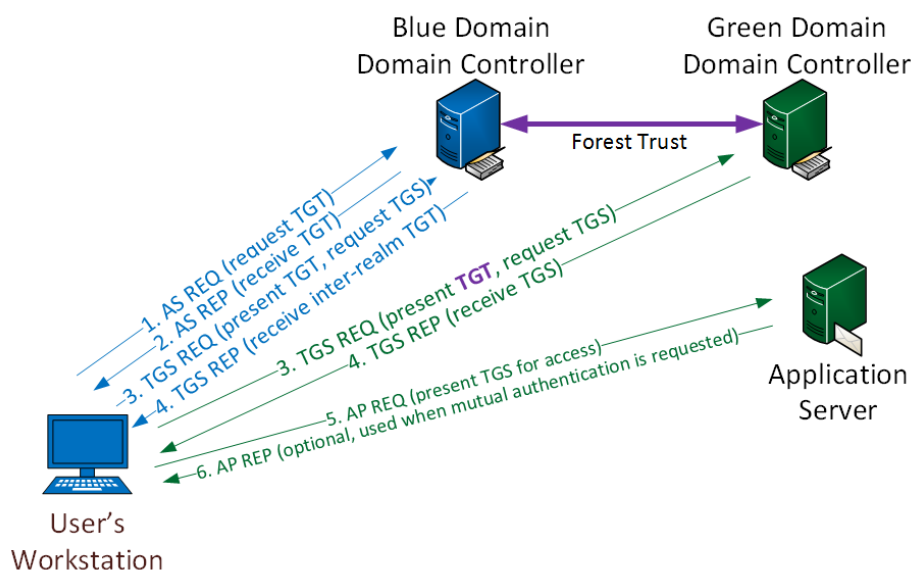 Blue Domain
Domain Controller
Green Domain
Domain Controller
Forest Trust
1. AS REQ (request TGT)
2. AS REP (receive TGT)
3. TGS REQ (present TGT, request TGS)
4. TGS REP (receive inter-realm TGT)
3. TGS REQ (present TGT, request TGS)
4. TGS REP (receive TGS)
5. AP REQ (present TGS for access)
6. AP REP (optional, used when mutual authentication is requested)
Application
Server
User's
Workstation